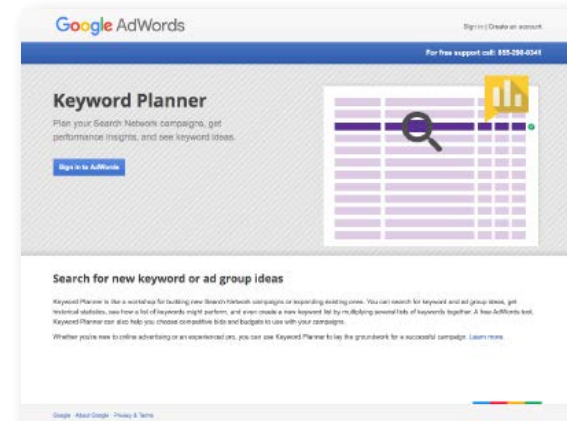 Google AdWords
Sign in | Create an account
For free support call: 855-298-0341
Keyword Planner
Plan your Search Network campaigns, get
performance insights, and see keyword ideas.
Sign in to AdWords
Search for new keyword or ad group ideas
Keyword Planner is like a workshop for building new Search Network campaigns or expanding existing ones. You can search for keyword and ad group ideas, get
historical statistics, see how a list of keywords might perform, and even create a new keyword list by multiplying several lists of keywords together. A free AdWords tool,
Keyword Planner can also help you choose competitive bids and budgets to use with your campaigns.
Whether you're new to online advertising or an experienced pro, you can use Keyword Planner to lay the groundwork for a successful campaign. Learn more.
Google · About Google · Privacy & Terms